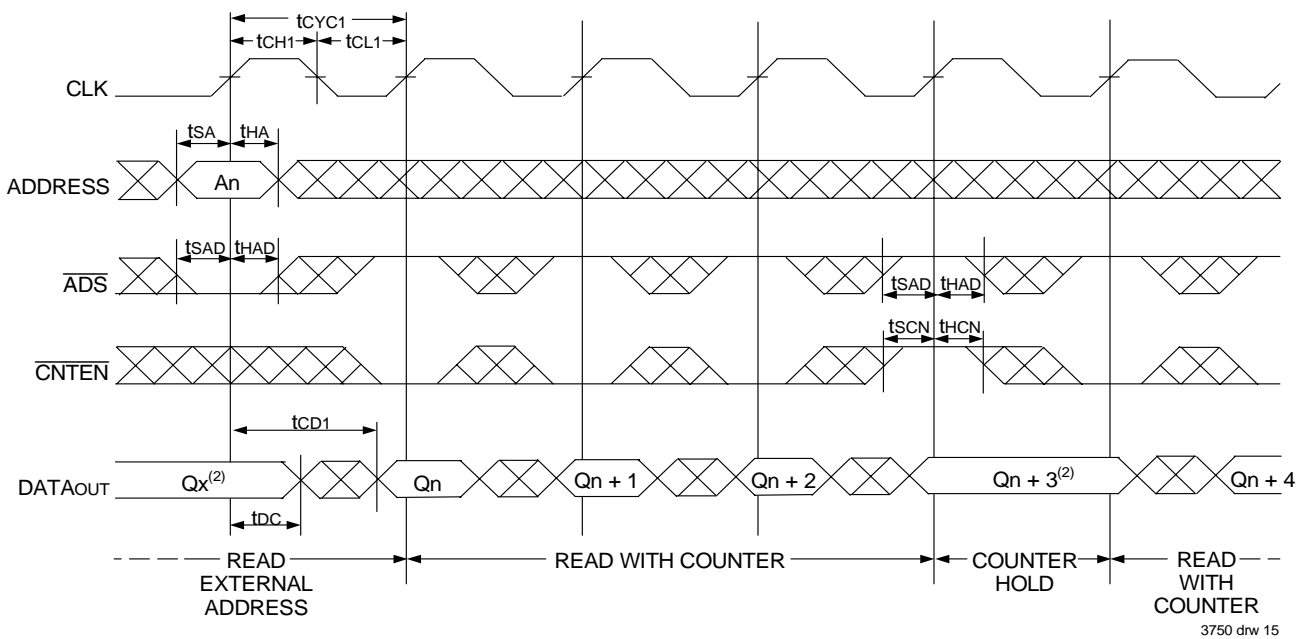 tCYC1
tCH1 tCL1
CLK
tSA tHA
ADDRESS An
tSAD tHAD
ADS
tSAD tHAD
tSCN tHCN
CNTEN
tCD1
DATAOUT Qx(2) Qn Qn + 1 Qn + 2 Qn + 3(2) Qn + 4
tDC
READ EXTERNAL ADDRESS
READ WITH COUNTER
COUNTER HOLD
READ WITH COUNTER
3750 drw 15